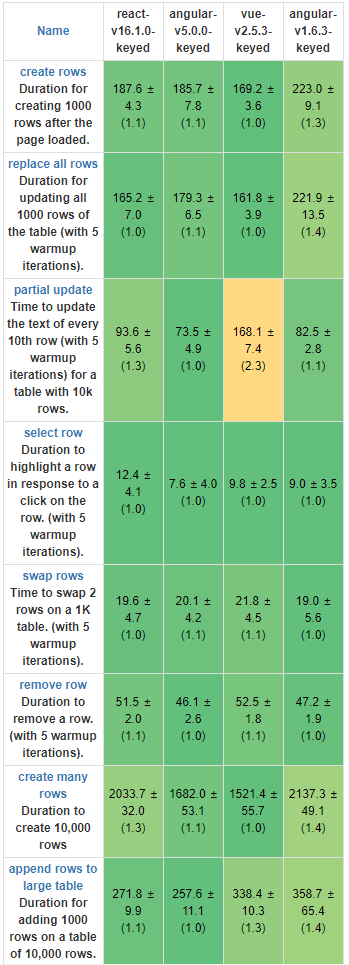 Name
react-
v16.1.0-
keyed
angular-
v5.0.0-
keyed
vue-
v2.5.3-
keyed
angular-
v1.6.3-
keyed
create rows
Duration for
creating 1000
rows after the
page loaded.
187.6 ±
4.3
(1.1)
185.7 ±
7.8
(1.1)
169.2 ±
3.6
(1.0)
223.0 ±
9.1
(1.3)
replace all rows
Duration for
updating all
1000 rows of
the table (with 5
warmup
iterations).
165.2 ±
7.0
(1.0)
179.3 ±
6.5
(1.1)
161.8 ±
3.9
(1.0)
221.9 ±
13.5
(1.4)
partial update
Time to update
the text of every
10th row (with 5
warmup
iterations) for a
table with 10k
rows.
93.6 ±
5.6
(1.3)
73.5 ±
4.9
(1.0)
168.1 ±
7.4
(2.3)
82.5 ±
2.8
(1.1)
select row
Duration to
highlight a row
in response to a
click on the
row. (with 5
warmup
iterations).
12.4 ±
4.1
(1.0)
7.6 ± 4.0
(1.0)
9.8 ± 2.5
(1.0)
9.0 ± 3.5
(1.0)
swap rows
Time to swap 2
rows on a 1K
table. (with 5
warmup
iterations).
19.6 ±
4.7
(1.0)
20.1 ±
4.2
(1.1)
21.8 ±
4.5
(1.1)
19.0 ±
5.6
(1.0)
remove row
Duration to
remove a row.
(with 5 warmup
iterations).
51.5 ±
2.0
(1.1)
46.1 ±
2.6
(1.0)
52.5 ±
1.8
(1.1)
47.2 ±
1.9
(1.0)
create many
rows
Duration to
create 10,000
rows
2033.7 ±
32.0
(1.3)
1682.0 ±
53.1
(1.1)
1521.4 ±
55.7
(1.0)
2137.3 ±
49.1
(1.4)
append rows to
large table
Duration for
adding 1000
rows on a table
of 10,000 rows.
271.8 ±
9.9
(1.1)
257.6 ±
11.1
(1.0)
338.4 ±
10.3
(1.3)
358.7 ±
65.4
(1.4)